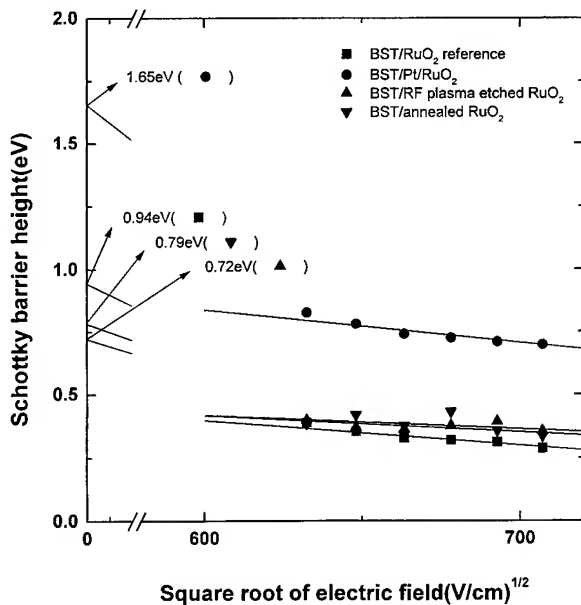 2.0
1.5
1.0
0.5
0.0
Schottky barrier height(eV)
■ BST/RuO₂ reference
● BST/Pt/RuO₂
▲ BST/RF plasma etched RuO₂
▼ BST/annealed RuO₂
1.65eV( ● )
0.94eV( ■ )
0.79eV( ▼ )
0.72eV( ▲ )
0
600
700
Square root of electric field(V/cm)^1/2